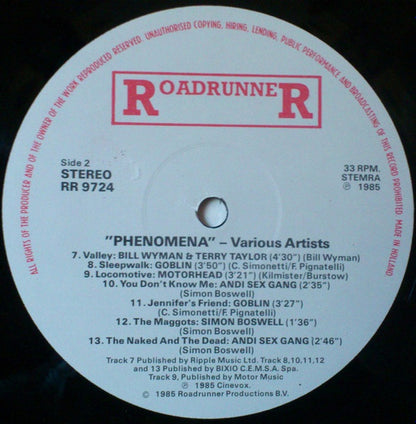 ALL RIGHTS OF THE PRODUCER AND OF THE OWNER OF THE WORK REPRODUCED RESERVED. UNAUTHORISED COPYING, HIRING, LENDING, PUBLIC PERFORMANCE AND BROADCASTING OF THIS RECORD PROHIBITED. MADE IN HOLLAND
ROADRUNNER
Side 2
STEREO
RR 9724
33 RPM.
STEMRA
℗ 1985
"PHENOMENA" – Various Artists
7. Valley: BILL WYMAN & TERRY TAYLOR (4'30") (Bill Wyman)
8. Sleepwalk: GOBLIN (3'50") (C. Simonetti/F. Pignatelli)
9. Locomotive: MOTORHEAD (3'21") (Kilmister/Burstow)
10. You Don't Know Me: ANDI SEX GANG (2'35")
(Simon Boswell)
11. Jennifer's Friend: GOBLIN (3'27")
(C. Simonetti/F. Pignatelli)
12. The Maggots: SIMON BOSWELL (1'36")
(Simon Boswell)
13. The Naked And The Dead: ANDI SEX GANG (2'46")
(Simon Boswell)
Track 7 Published by Ripple Music Ltd. Track 8,10,11,12
and 13 Published by BIXIO C.E.M.S.A. Spa.
Track 9, Published by Motor Music
℗ 1985 Cinevox.
© 1985 Roadrunner Productions B.V.